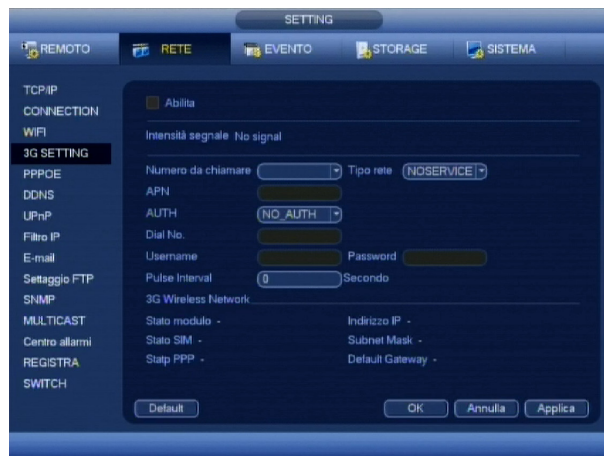 SETTING
REMOTO RETE EVENTO STORAGE SISTEMA
TCP/IP
CONNECTION
WIFI
3G SETTING
PPPOE
DDNS
UPnP
Filtro IP
E-mail
Settaggio FTP
SNMP
MULTICAST
Centro allarmi
REGISTRA
SWITCH
Abilita
Intensità segnale No signal
Numero da chiamare Tipo rete NOSERVICE
APN
AUTH NO_AUTH
Dial No.
Username Password
Pulse Interval 0 Secondo
3G Wireless Network
Stato modulo - Indirizzo IP -
Stato SIM - Subnet Mask -
Statp PPP - Default Gateway -
Default OK Annulla Applica